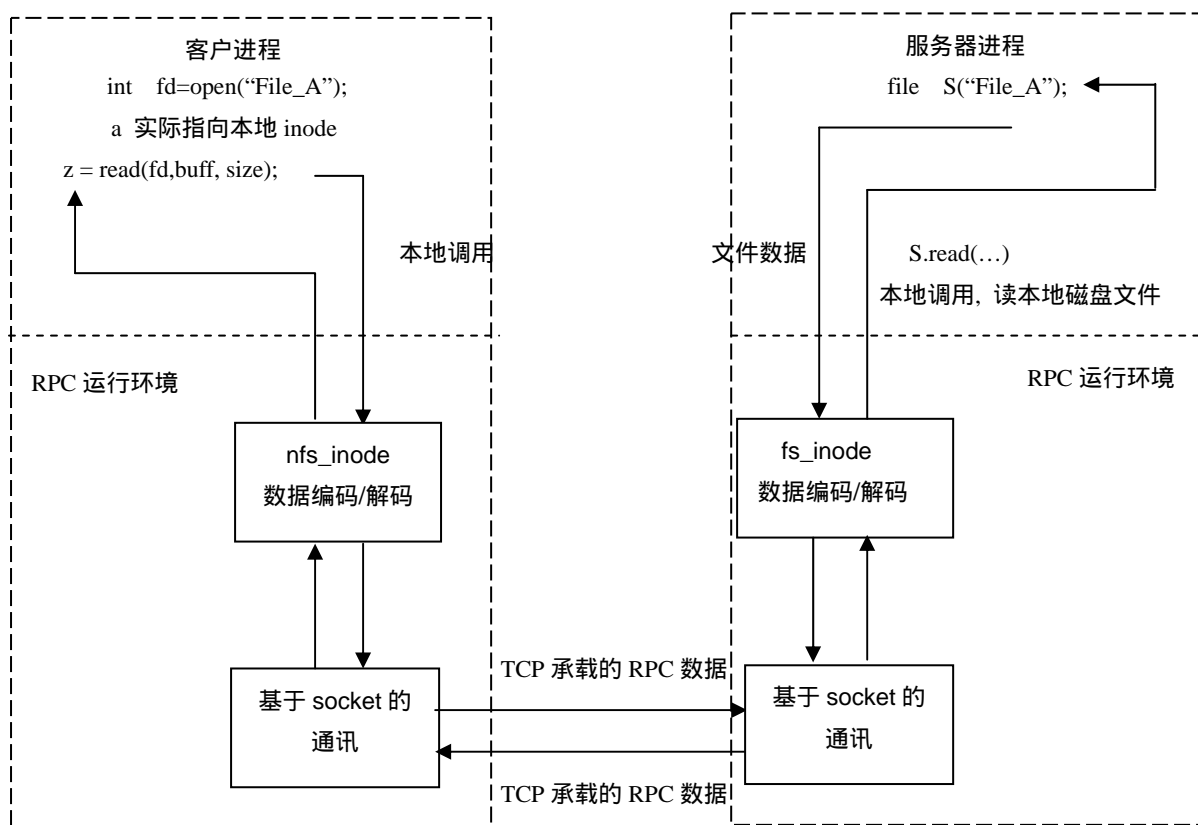 客户进程
int fd=open(“File_A”);
a 实际指向本地 inode
z = read(fd,buff, size);
本地调用
RPC 运行环境
nfs_inode
数据编码/解码
基于 socket 的
通讯
服务器进程
file S(“File_A”);
文件数据
S.read(…)
本地调用, 读本地磁盘文件
RPC 运行环境
fs_inode
数据编码/解码
基于 socket 的
通讯
TCP 承载的 RPC 数据
TCP 承载的 RPC 数据